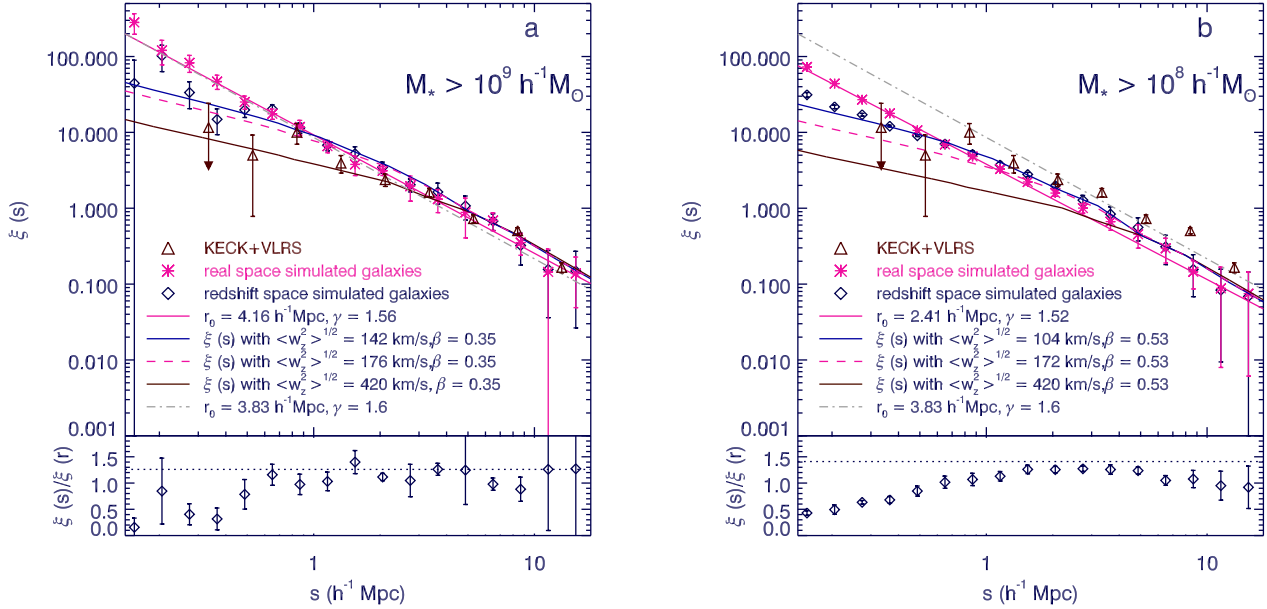 a
M* > 10^9 h^-1 M⊙
100.000
10.000
1.000
0.100
0.010
0.001
ξ (s)
KECK+VLRS
real space simulated galaxies
redshift space simulated galaxies
r0 = 4.16 h^-1 Mpc, γ = 1.56
ξ (s) with <w_z^2>^1/2 = 142 km/s,β = 0.35
ξ (s) with <w_z^2>^1/2 = 176 km/s,β = 0.35
ξ (s) with <w_z^2>^1/2 = 420 km/s, β = 0.35
r0 = 3.83 h^-1 Mpc, γ = 1.6
1.5
1.0
0.5
0.0
ξ (s)/ξ (r)
1 10
s (h^-1 Mpc)
b
M* > 10^8 h^-1 M⊙
100.000
10.000
1.000
0.100
0.010
0.001
ξ (s)
KECK+VLRS
real space simulated galaxies
redshift space simulated galaxies
r0 = 2.41 h^-1 Mpc, γ = 1.52
ξ (s) with <w_z^2>^1/2 = 104 km/s,β = 0.53
ξ (s) with <w_z^2>^1/2 = 172 km/s,β = 0.53
ξ (s) with <w_z^2>^1/2 = 420 km/s,β = 0.53
r0 = 3.83 h^-1 Mpc, γ = 1.6
1.5
1.0
0.5
0.0
ξ (s)/ξ (r)
1 10
s (h^-1 Mpc)